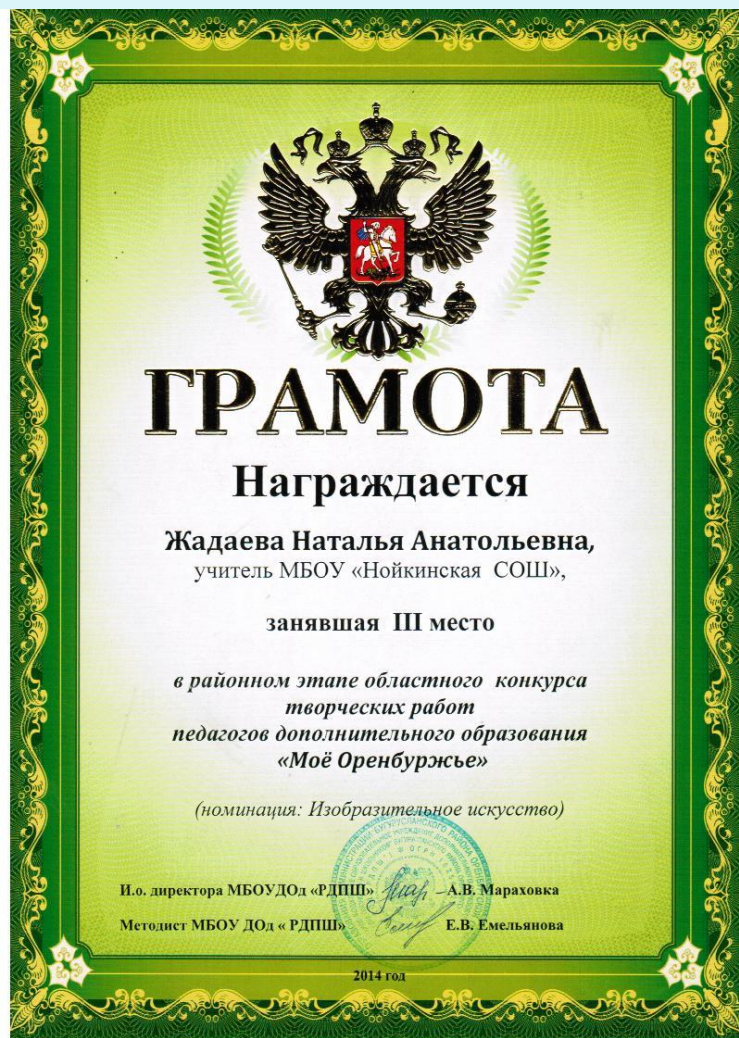 ГРАМОТА
Награждается
Жадаева Наталья Анатольевна,
учитель МБОУ «Нойкинская СОШ»,
занявшая III место
в районном этапе областного конкурса
творческих работ
педагогов дополнительного образования
«Моё Оренбуржье»
(номинация: Изобразительное искусство)
И.о. директора МБОУДОд «РДПШ» А.В. Мараховка
Методист МБОУ ДОд « РДПШ» Е.В. Емельянова
2014 год